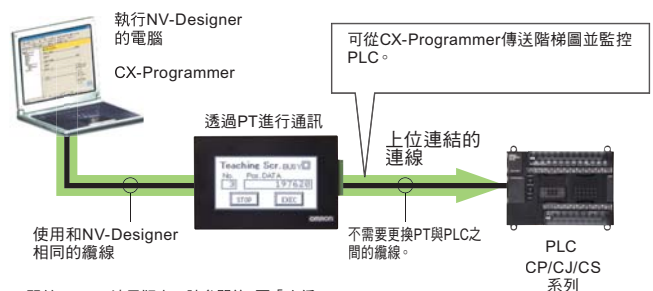 執行NV-Designer
的電腦
CX-Programmer
可從CX-Programmer傳送階梯圖並監控
PLC。
透過PT進行通訊
上位連結的
連線
Teaching Scr. BUSY
No. Pos.DATA
3 197628
STOP EXEC
OMRON
使用和NV-Designer
相同的纜線
不需要更換PT與PLC之
間的纜線。
PLC
CP/CJ/CS
系列